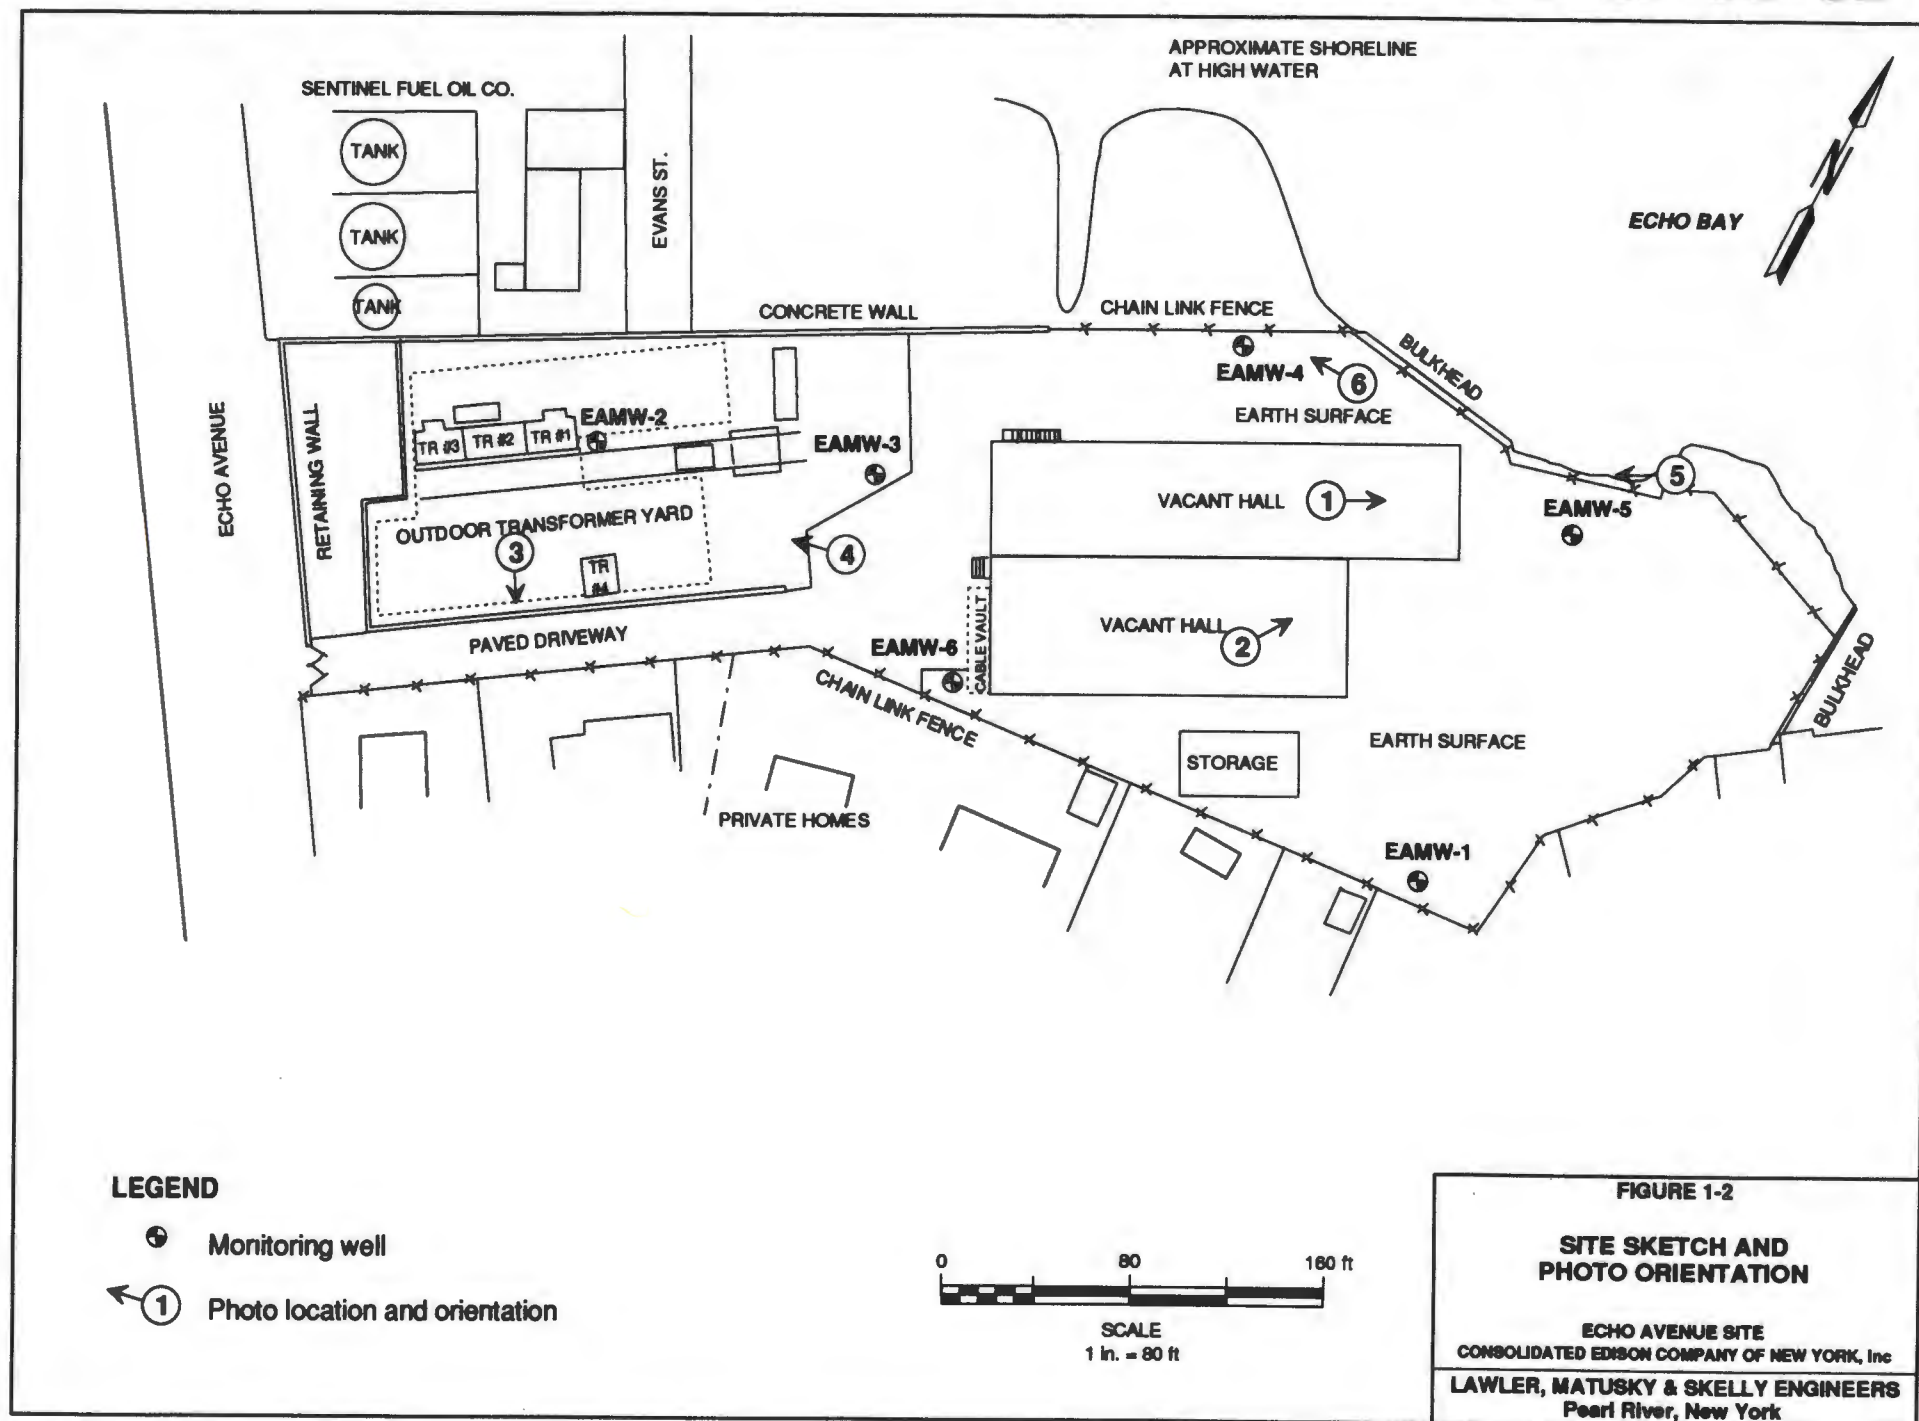 APPROXIMATE SHORELINE
AT HIGH WATER
SENTINEL FUEL OIL CO.
TANK
TANK
TANK
EVANS ST.
N
ECHO BAY
CONCRETE WALL
CHAIN LINK FENCE
BULKHEAD
EAMW-4
6
EARTH SURFACE
ECHO AVENUE
RETAINING WALL
TR #3
TR #2
TR #1
EAMW-2
EAMW-3
VACANT HALL
1
5
EAMW-5
OUTDOOR TRANSFORMER YARD
3
4
TR
#4
PAVED DRIVEWAY
EAMW-6
CABLE VAULT
VACANT HALL
2
BULKHEAD
CHAIN LINK FENCE
STORAGE
EARTH SURFACE
PRIVATE HOMES
EAMW-1
LEGEND
Monitoring well
1
Photo location and orientation
0 80 160 ft
SCALE
1 in. = 80 ft
FIGURE 1-2
SITE SKETCH AND
PHOTO ORIENTATION
ECHO AVENUE SITE
CONSOLIDATED EDISON COMPANY OF NEW YORK, Inc
LAWLER, MATUSKY & SKELLY ENGINEERS
Pearl River, New York